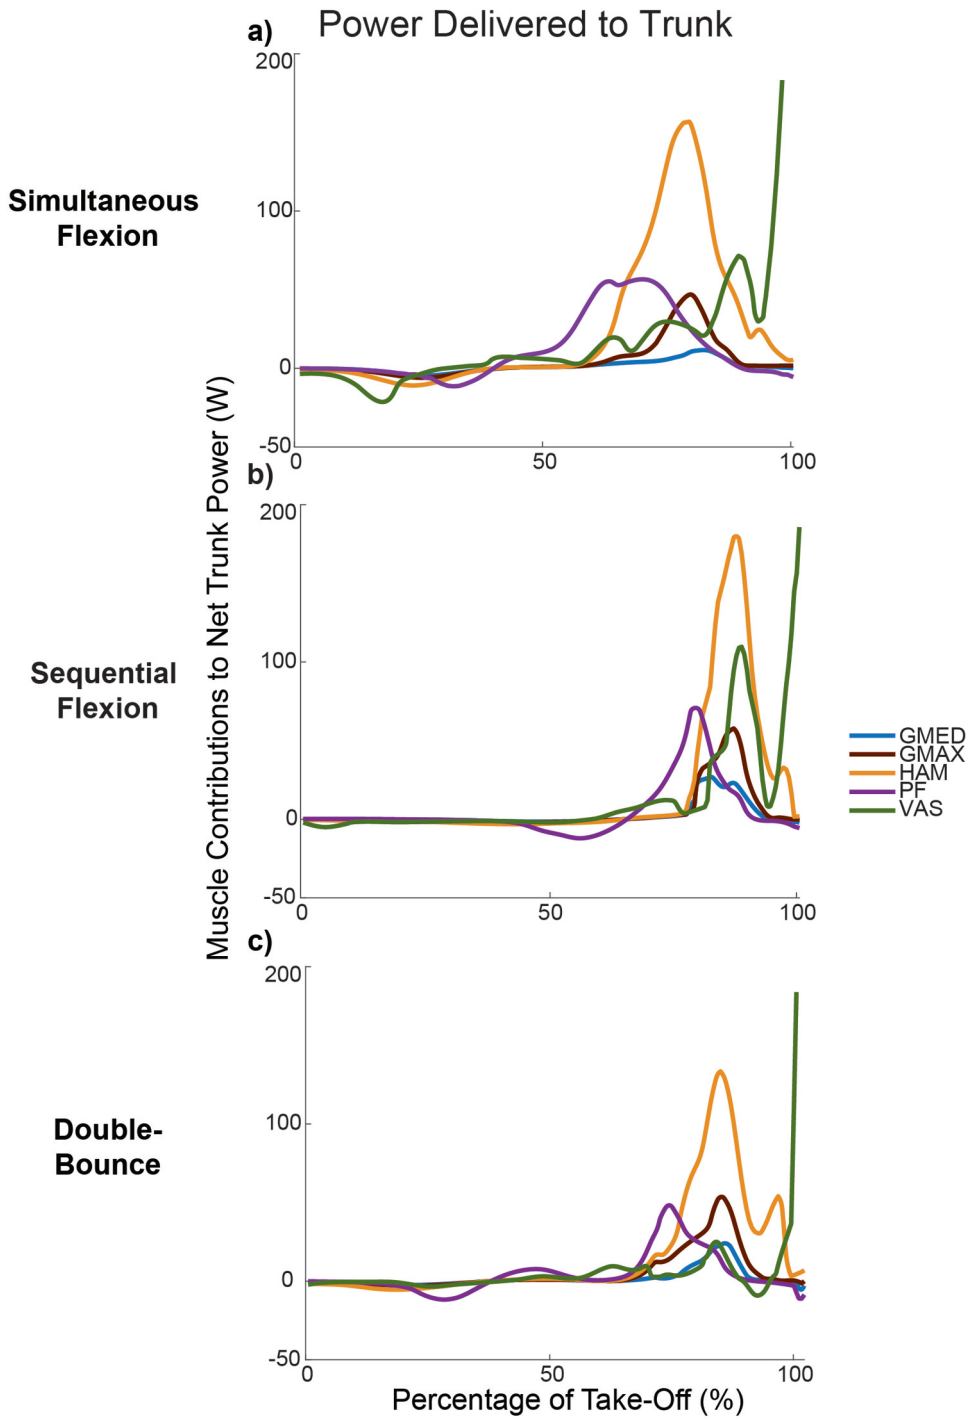 Power Delivered to Trunk
a)
Simultaneous
Flexion
200
100
0
-50
0
50
100
Muscle Contributions to Net Trunk Power (W)
b)
Sequential
Flexion
200
100
0
-50
0
50
100
GMED
GMAX
HAM
PF
VAS
c)
Double-
Bounce
200
100
0
-50
0
50
100
Percentage of Take-Off (%)